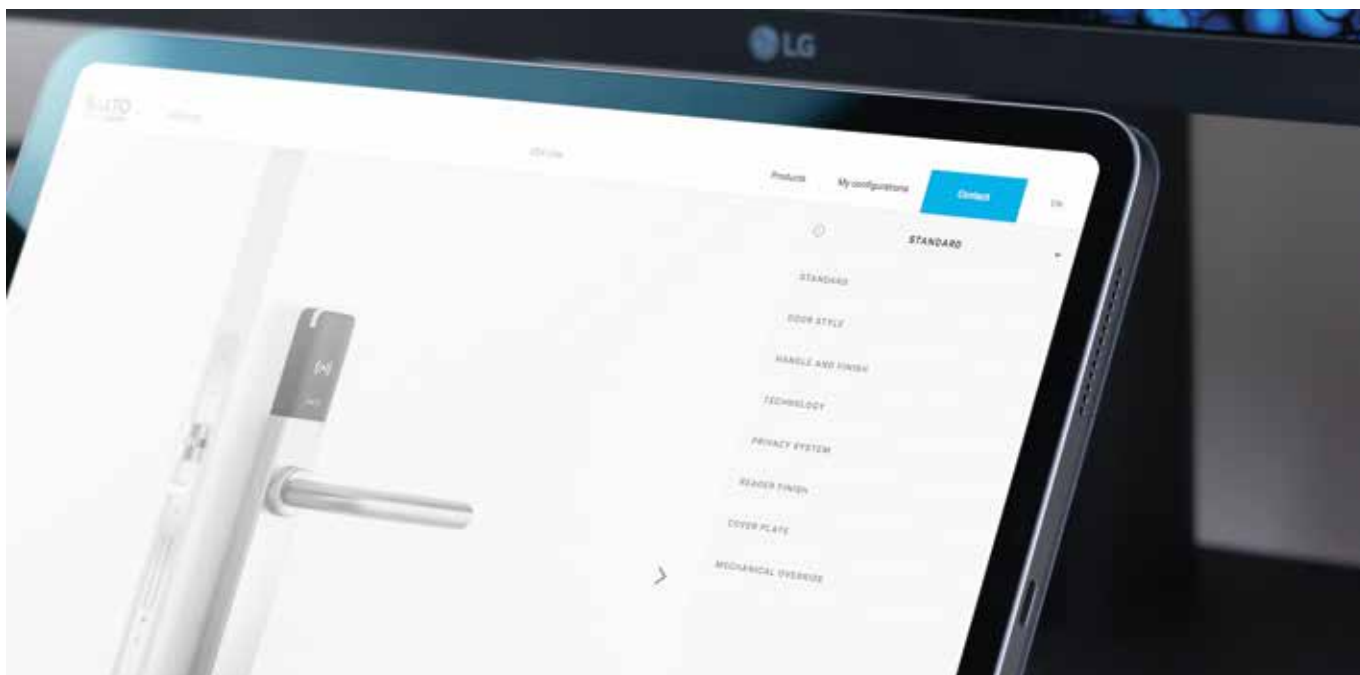 LG
Products My configurations Contact EN
STANDARD
STANDARD
DOOR STYLE
HANDLE AND FINISH
TECHNOLOGY
PRIVACY SYSTEM
READER FINISH
COVER PLATE
MECHANICAL OVERRIDE